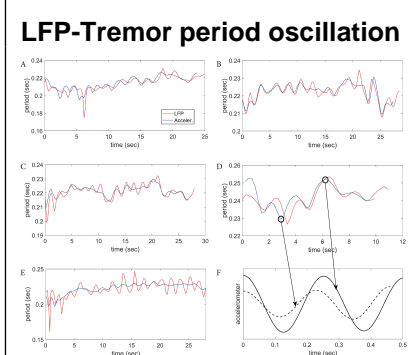 LFP-Tremor period oscillation
A
0.24
0.22
0.2
0.18
0.16
period (sec)
0 5 10 15 20 25
time (sec)
LFP
Acceler.
B
0.24
0.23
0.22
0.21
0.2
period (sec)
0 5 10 15 20 25
time (sec)
C
0.24
0.23
0.22
0.21
0.2
0.19
period (sec)
0 5 10 15 20 25 30
time (sec)
D
0.26
0.25
0.24
0.23
0.22
period (sec)
0 2 4 6 8 10 12
time (sec)
E
0.25
0.2
0.15
period (sec)
0 5 10 15 20 25 30
time (sec)
F
accelerometer
0 0.1 0.2 0.3 0.4 0.5
time (sec)